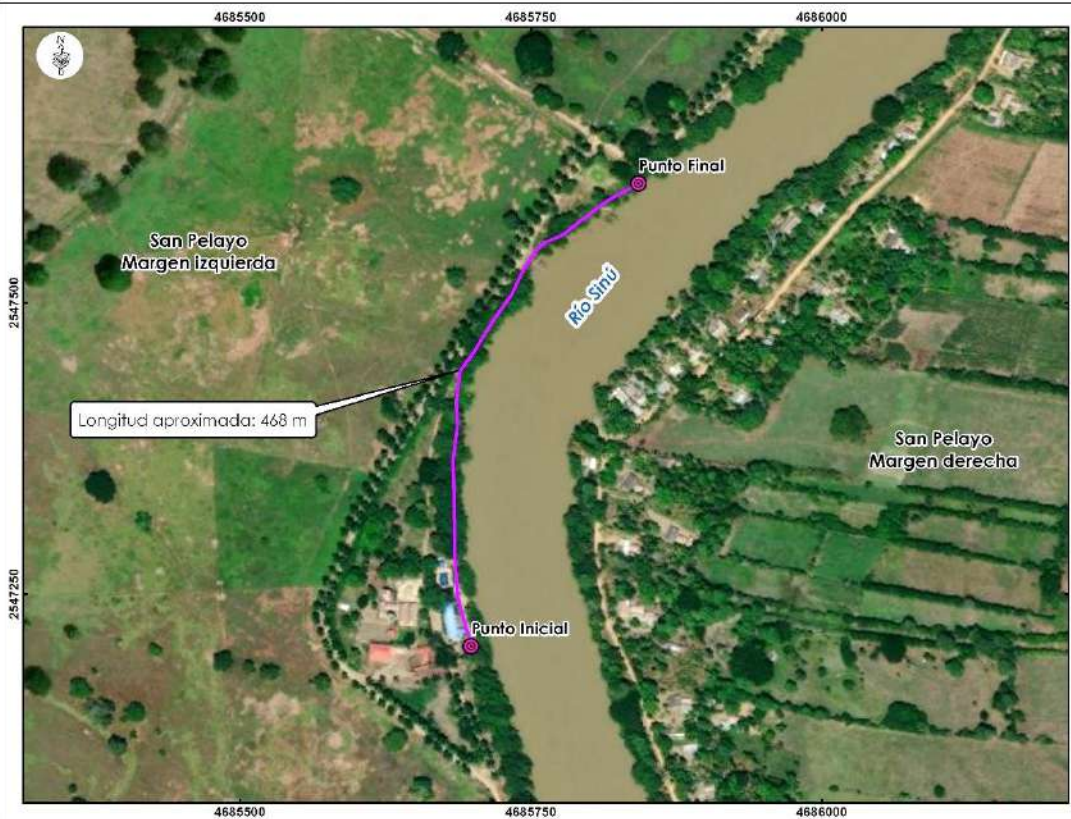 4685500 4685750 4686000
Punto Final
San Pelayo
Margen izquierda
2547500
Río Sinú
Longitud aproximada: 468 m
San Pelayo
Margen derecha
2547250
Punto Inicial
4685500 4685750 4686000